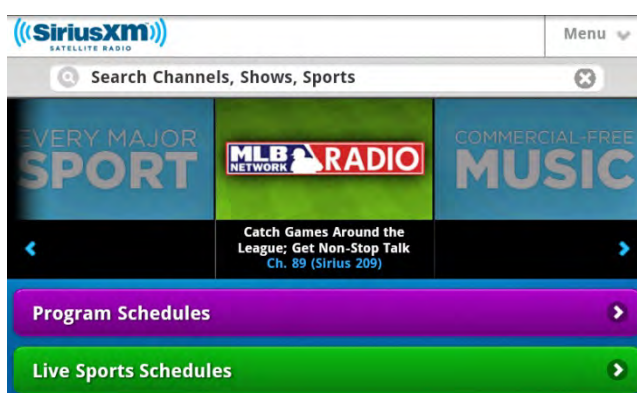 ((SiriusXM))
SATELLITE RADIO
Menu
Search Channels, Shows, Sports
EVERY MAJOR
SPORT
MLB
NETWORK
RADIO
COMMERCIAL-FREE
MUSIC
Catch Games Around the
League; Get Non-Stop Talk
Ch. 89 (Sirius 209)
Program Schedules
Live Sports Schedules